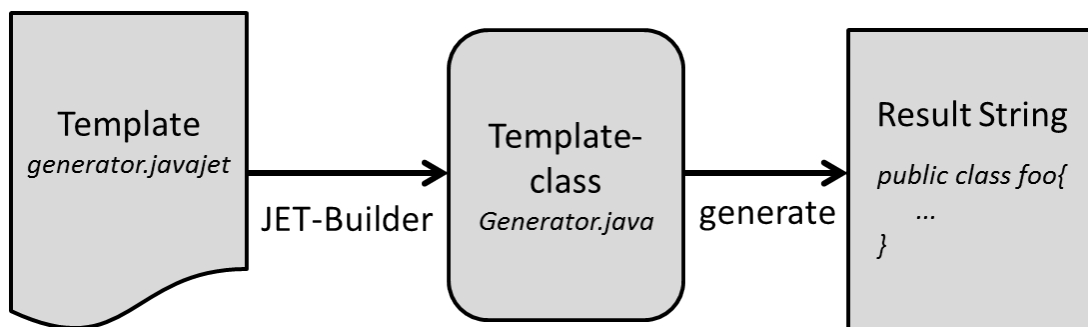 Template
generator.javajet
JET-Builder
Template-
class
Generator.java
generate
Result String
public class foo{
...
}